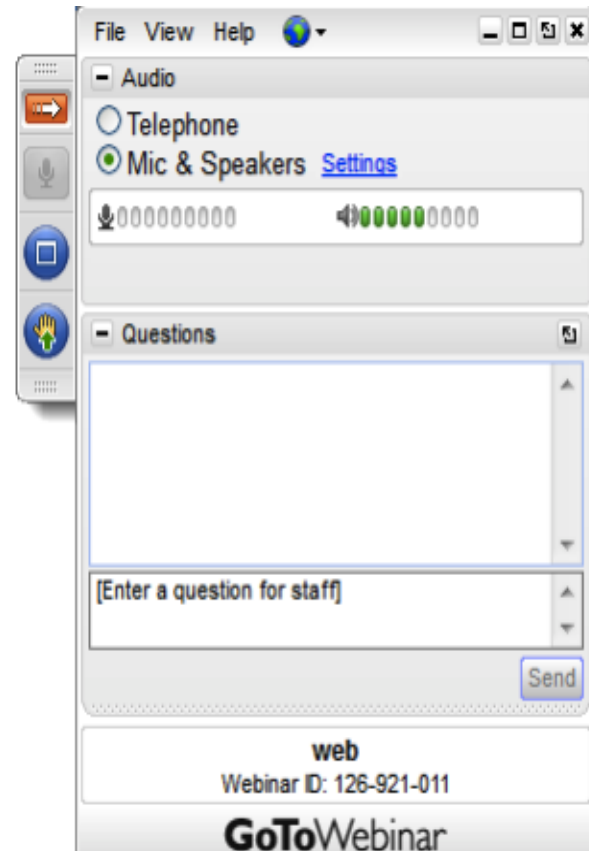 File View Help
Audio
Telephone
Mic & Speakers Settings
Questions
[Enter a question for staff]
Send
web
Webinar ID: 126-921-011
GoToWebinar